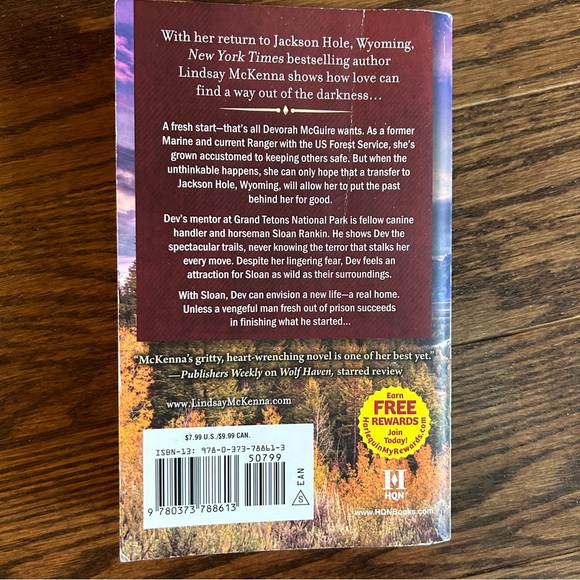 With her return to Jackson Hole, Wyoming,
New York Times bestselling author
Lindsay McKenna shows how love can
find a way out of the darkness…
A fresh start—that's all Devorah McGuire wants. As a former
Marine and current Ranger with the US Forest Service, she's
grown accustomed to keeping others safe. But when the
unthinkable happens, she can only hope that a transfer to
Jackson Hole, Wyoming, will allow her to put the past
behind her for good.
Dev's mentor at Grand Tetons National Park is fellow canine
handler and horseman Sloan Rankin. He shows Dev the
spectacular trails, never knowing the terror that stalks her
every move. Despite her lingering fear, Dev feels an
attraction for Sloan as wild as their surroundings.
With Sloan, Dev can envision a new life—a real home.
Unless a vengeful man fresh out of prison succeeds
in finishing what he started...
"McKenna's gritty, heart-wrenching novel is one of her best yet."
—Publishers Weekly on Wolf Haven, starred review
www.LindsayMcKenna.com
Earn
FREE
REWARDS
Join
Today!
HarlequinMyRewards.com
$7.99 U.S./$9.99 CAN.
ISBN-13: 978-0-373-78861-3
50799
9 780373 788613
S
EAN
H
HQN
www.HQNBooks.com